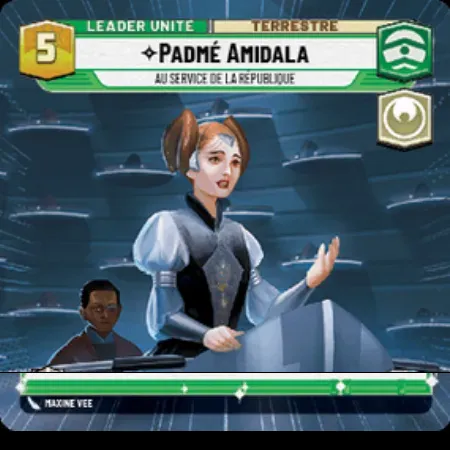 LEADER UNITÉ
TERRESTRE
5
PADMÉ AMIDALA
AU SERVICE DE LA RÉPUBLIQUE
MAXINE VEE